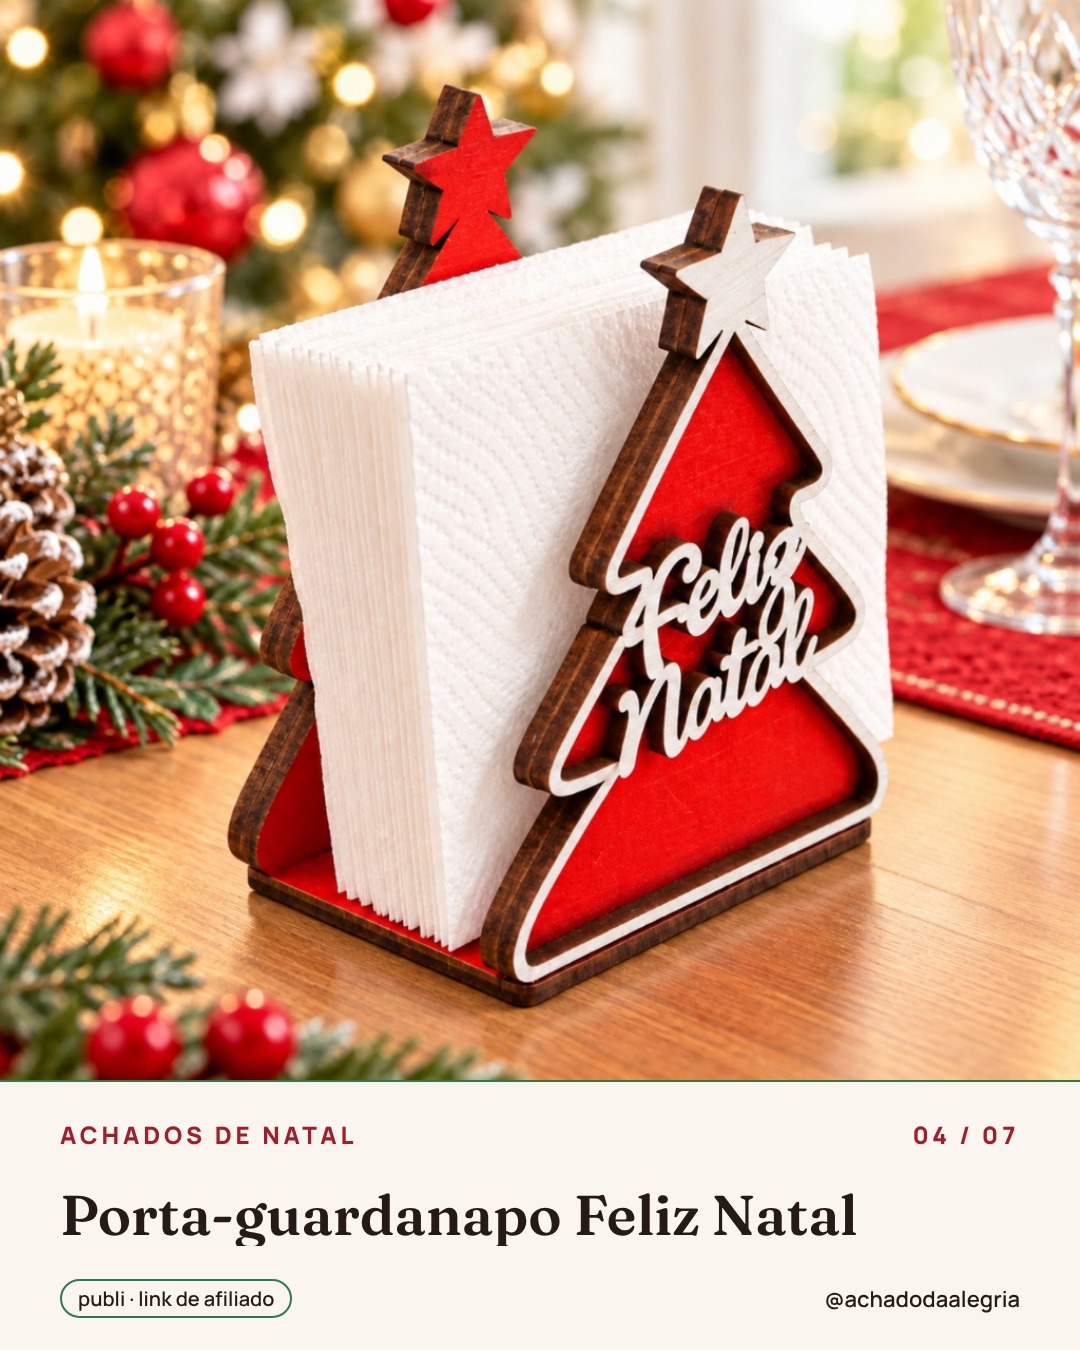 Feliz
Natal
ACHADOS DE NATAL
04 / 07
Porta-guardanapo Feliz Natal
publi · link de afiliado
@achadodaalegria